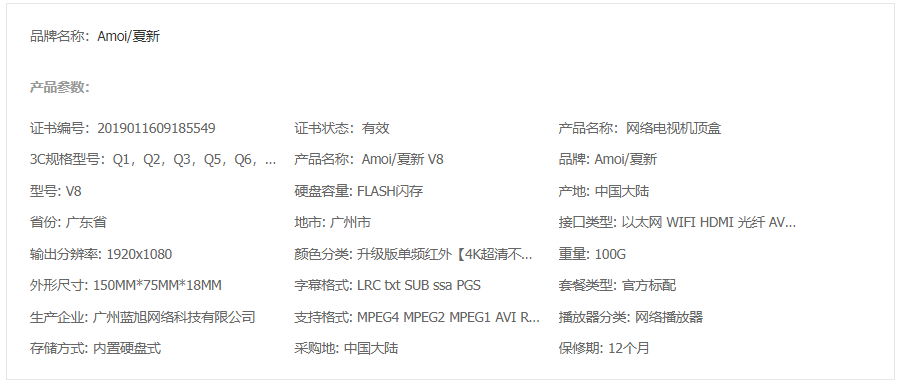 品牌名称：Amoi/夏新
产品参数：
证书编号：2019011609185549 证书状态：有效 产品名称：网络电视机顶盒
3C规格型号：Q1，Q2，Q3，Q5，Q6，... 产品名称：Amoi/夏新 V8 品牌: Amoi/夏新
型号: V8 硬盘容量: FLASH闪存 产地: 中国大陆
省份: 广东省 地市: 广州市 接口类型: 以太网 WIFI HDMI 光纤 AV...
输出分辨率: 1920x1080 颜色分类: 升级版单频红外【4K超清不... 重量: 100G
外形尺寸: 150MM*75MM*18MM 字幕格式: LRC txt SUB ssa PGS 套餐类型: 官方标配
生产企业: 广州蓝旭网络科技有限公司 支持格式: MPEG4 MPEG2 MPEG1 AVI R... 播放器分类: 网络播放器
存储方式: 内置硬盘式 采购地: 中国大陆 保修期: 12个月